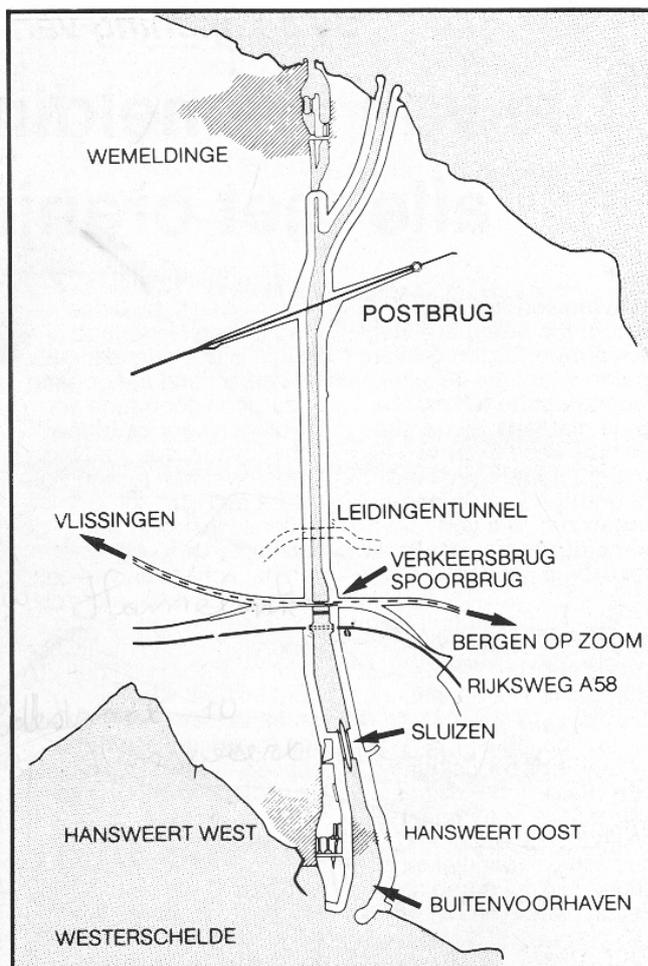 WEMELDINGE
POSTBRUG
LEIDINGENTUNNEL
VLISSINGEN
VERKEERSBRUG
SPOORBRUG
BERGEN OP ZOOM
RIJKSWEG A58
SLUIZEN
HANSWEERT WEST
HANSWEERT OOST
BUITENVOORHAVEN
WESTERSCHELDE